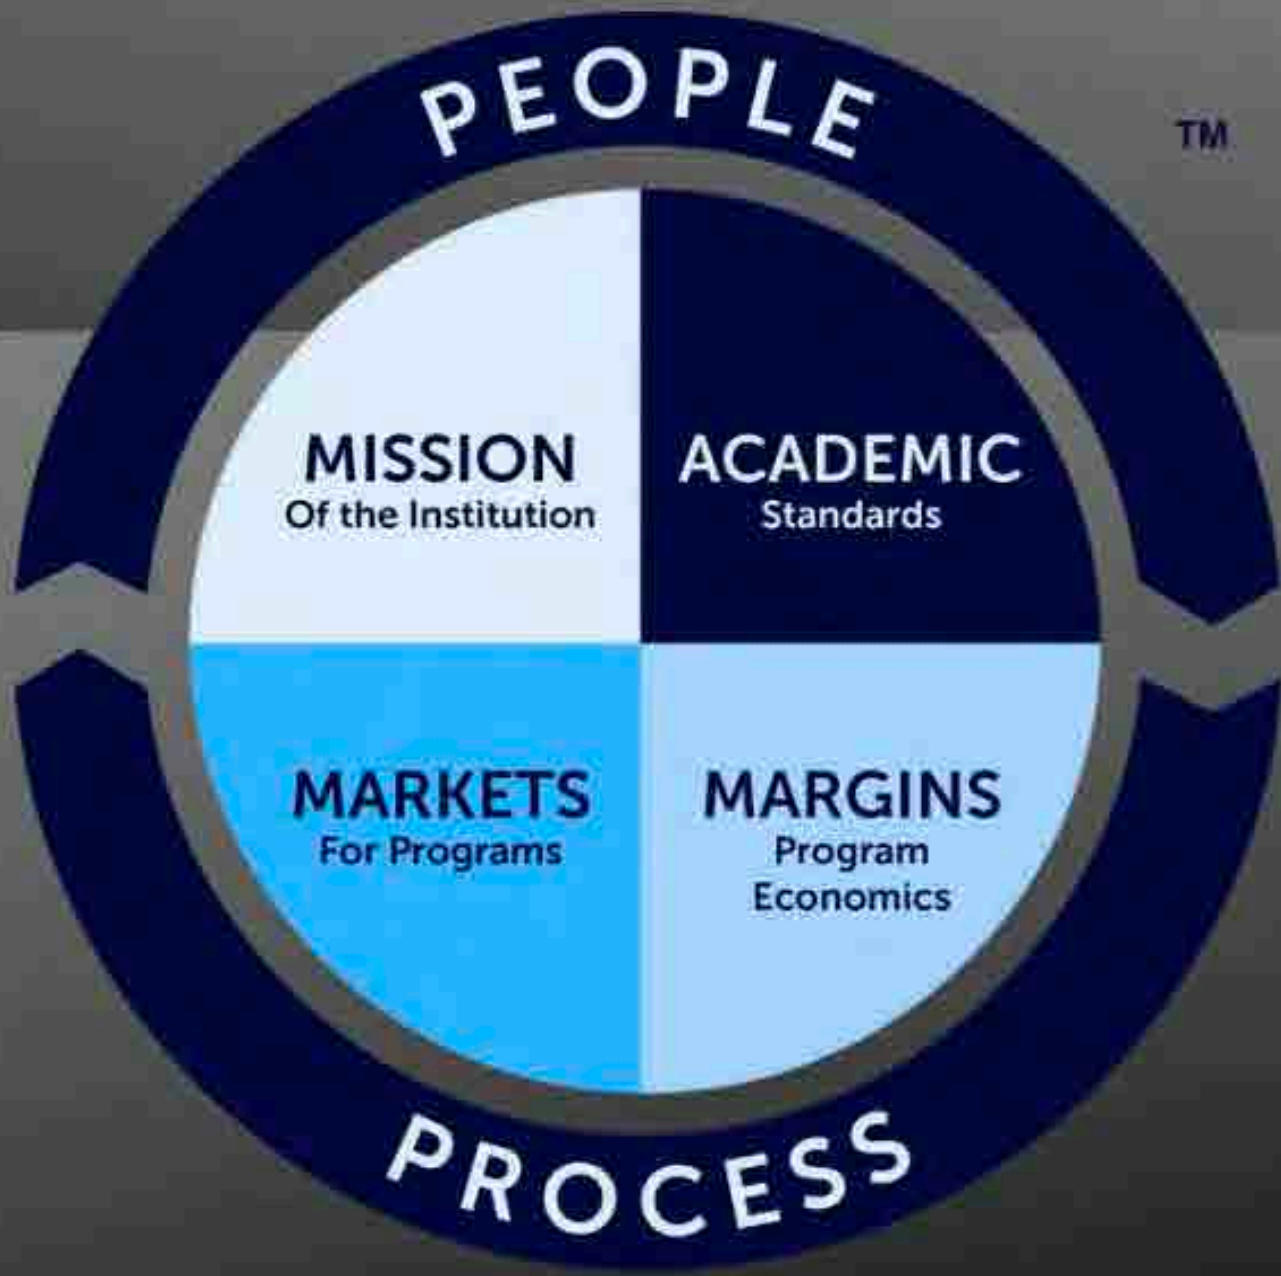 PEOPLE
TM
MISSION
Of the Institution
ACADEMIC
Standards
MARKETS
For Programs
MARGINS
Program
Economics
PROCESS